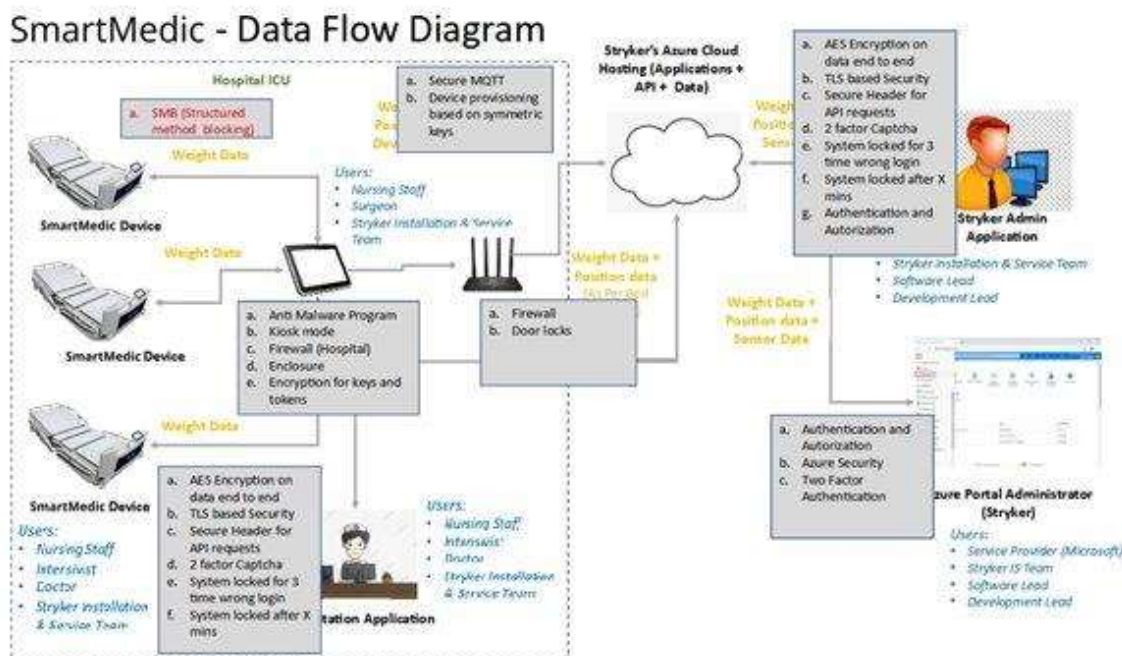 SmartMedic - Data Flow Diagram
Hospital ICU
a. SMB (Structured
method blocking)
Weight Data
SmartMedic Device
Weight Data
SmartMedic Device
Weight Data
SmartMedic Device
Users:
• Nursing Staff
• Intersivist
• Doctor
• Stryker Installation
& Service Team
a. Secure MQTT
b. Device provisioning
based on symmetric
keys
Users:
• Nursing Staff
• Surgeon
• Stryker Installation & Service
Team
a. Anti Malware Program
b. Kiosk mode
c. Firewall (Hospital)
d. Enclosure
e. Encryption for keys and
tokens
a. AES Encryption on
data end to end
b. TLS based Security
c. Secure Header for
API requests
d. 2 factor Captcha
e. System locked for 3
time wrong login
f. System locked after X
mins
tation Application
• Nursing Staff
• Intensivist
• Doctor
• Stryker Installation
& Service Team
Weight Data +
Position data
(As Per
a. Firewall
b. Door locks
Stryker's Azure Cloud
Hosting (Applications +
API + Data)
a. AES Encryption on
data end to end
b. TLS based Security
c. Secure Header for
API requests
d. 2 factor Captcha
e. System locked for 3
time wrong login
f. System locked after X
mins
g. Authentication and
Autorization
Stryker Admin
Application
• Stryker Installation & Service Team
• Software Lead
• Development Lead
Weight Data +
Position data +
Sensor Data
a. Authentication and
Autorization
b. Azure Security
c. Two Factor
Authentication
zure Portal Administrator
(Stryker)
Users:
• Service Provider (Microsoft)
• Stryker IS Team
• Software Lead
• Development Lead